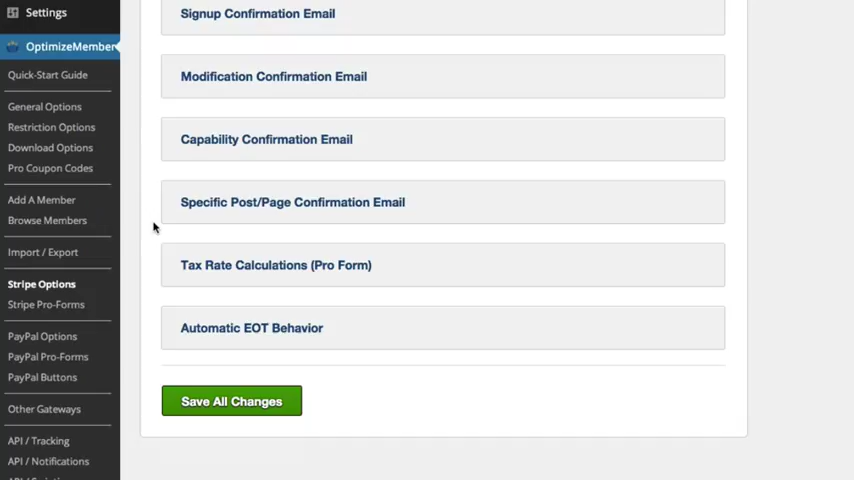 Settings
OptimizeMember
Quick-Start Guide
General Options
Restriction Options
Download Options
Pro Coupon Codes
Add A Member
Browse Members
Import / Export
Stripe Options
Stripe Pro-Forms
PayPal Options
PayPal Pro-Forms
PayPal Buttons
Other Gateways
API / Tracking
API / Notifications
Signup Confirmation Email
Modification Confirmation Email
Capability Confirmation Email
Specific Post/Page Confirmation Email
Tax Rate Calculations (Pro Form)
Automatic EOT Behavior
Save All Changes